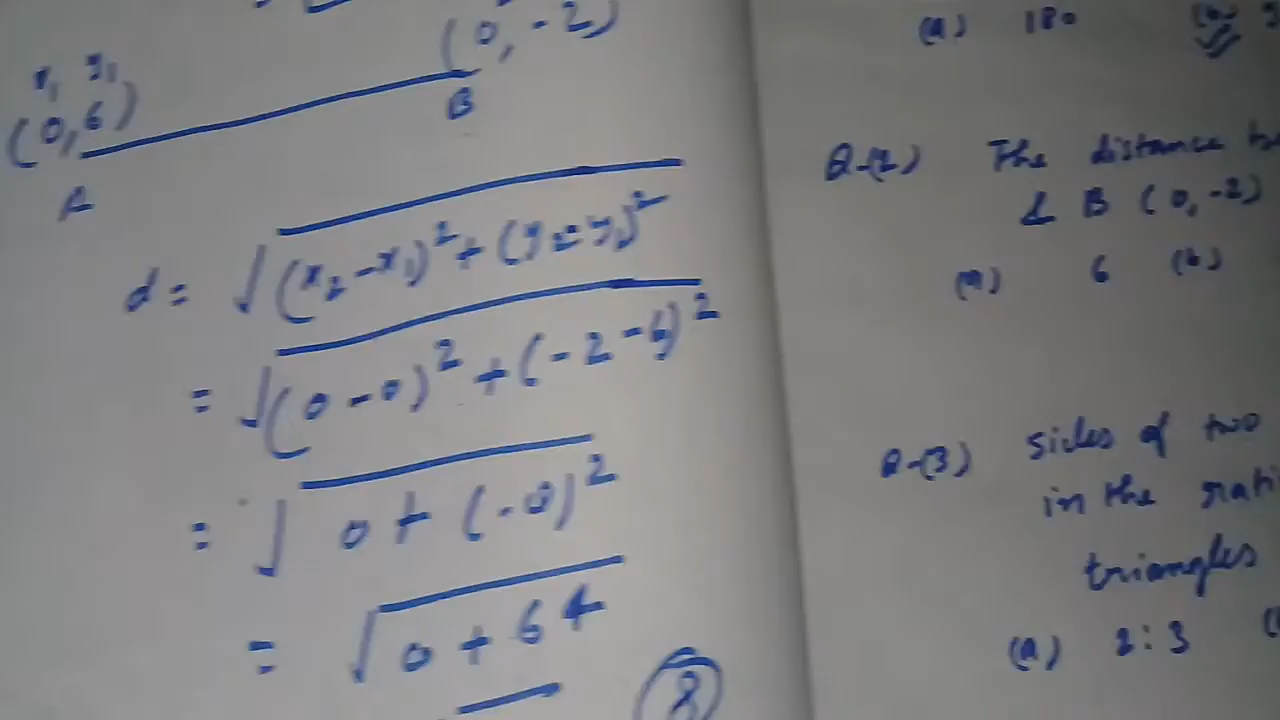 (0, -2)
x₁ y₁
(0, 6)
A
B
d = √(x₂ - x₁)² + (y₂ - y₁)²
= √(0 - 0)² + (-2 - 6)²
= √0 + (-8)²
= √0 + 64
8
(a) 180
Q-(2) The distance
& B (0, -2)
(a) 6 (b)
Q-(3) sides of two
in the
triangles
(a) 2:3